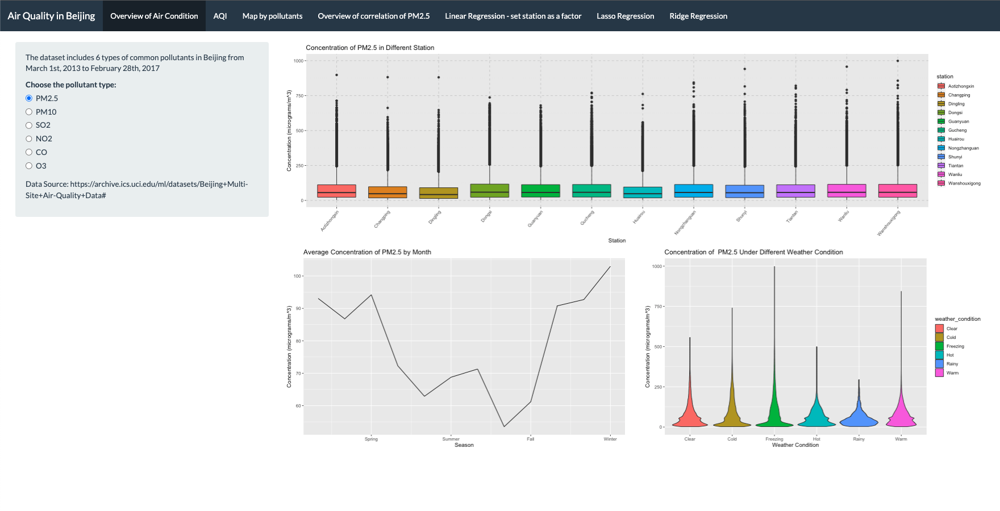 Air Quality in Beijing
Overview of Air Condition
AQI
Map by pollutants
Overview of correlation of PM2.5
Linear Regression - set station as a factor
Lasso Regression
Ridge Regression
The dataset includes 6 types of common pollutants in Beijing from
March 1st, 2013 to February 28th, 2017
Choose the pollutant type:
PM2.5
PM10
SO2
NO2
CO
O3
Data Source: https://archive.ics.uci.edu/ml/datasets/Beijing+Multi-
Site+Air-Quality+Data#
Concentration of PM2.5 in Different Station
Concentration (micrograms/m^3)
1000
750
500
250
0
Aotizhongxin
Changping
Dingling
Dongsi
Guanyuan
Gucheng
Huairou
Nongzhanguan
Shunyi
Tiantan
Wanliu
Wanshouxigong
Station
station
Aotizhongxin
Changping
Dingling
Dongsi
Guanyuan
Gucheng
Huairou
Nongzhanguan
Shunyi
Tiantan
Wanliu
Wanshouxigong
Average Concentration of PM2.5 by Month
Concentration (micrograms/m^3)
100
90
80
70
60
Spring
Summer
Fall
Winter
Season
Concentration of  PM2.5 Under Different Weather Condition
Concentration (micrograms/m^3)
1000
750
500
250
0
Clear
Cold
Freezing
Hot
Rainy
Warm
Weather Condition
weather_condition
Clear
Cold
Freezing
Hot
Rainy
Warm